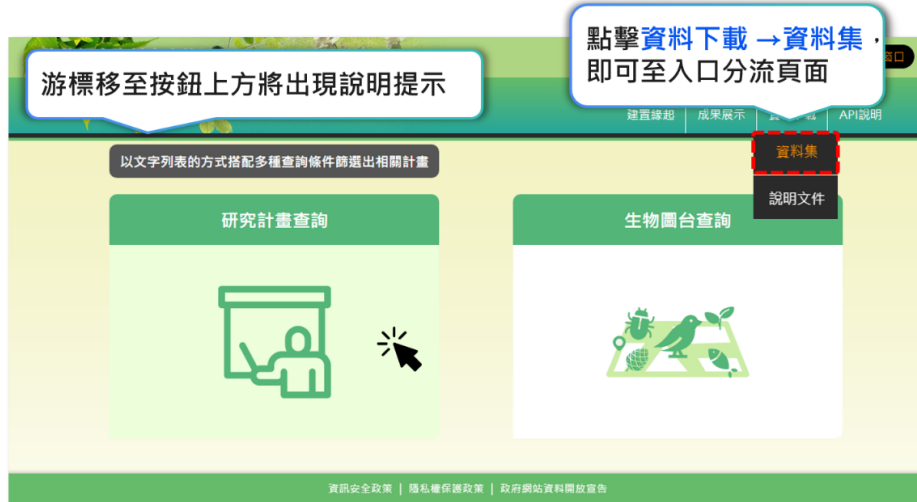 游標移至按鈕上方將出現說明提示
點擊資料下載→資料集，
即可至入口分流頁面
窗口
建置緣起 | 成果展示 | | API說明
資料集
說明文件
以文字列表的方式搭配多種查詢條件篩選出相關計畫
研究計畫查詢
生物圖台查詢
資訊安全政策 | 隱私權保護政策 | 政府網站資料開放宣告